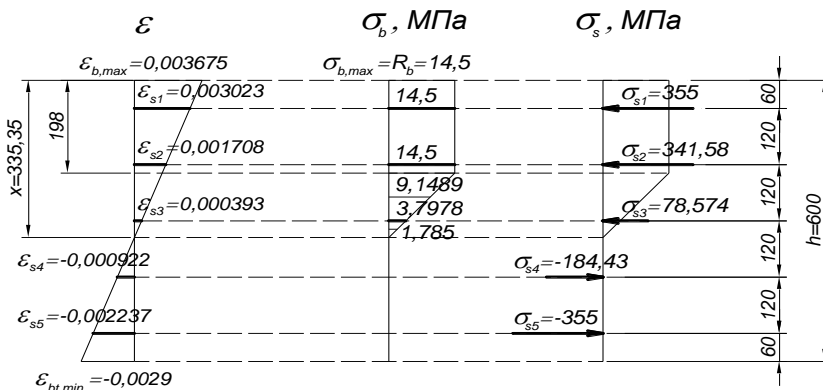 ε
σb, МПа
σs, МПа
εb,max=0,003675
σb,max=Rb=14,5
εs1=0,003023
14,5
σs1=355
60
198
120
x=335,35
εs2=0,001708
14,5
σs2=341,58
9,1489
120
εs3=0,000393
3,7978
σs3=78,574
1,785
h=600
120
εs4=-0,000922
σs4=-184,43
120
εs5=-0,002237
σs5=-355
60
εbt,min=-0,0029